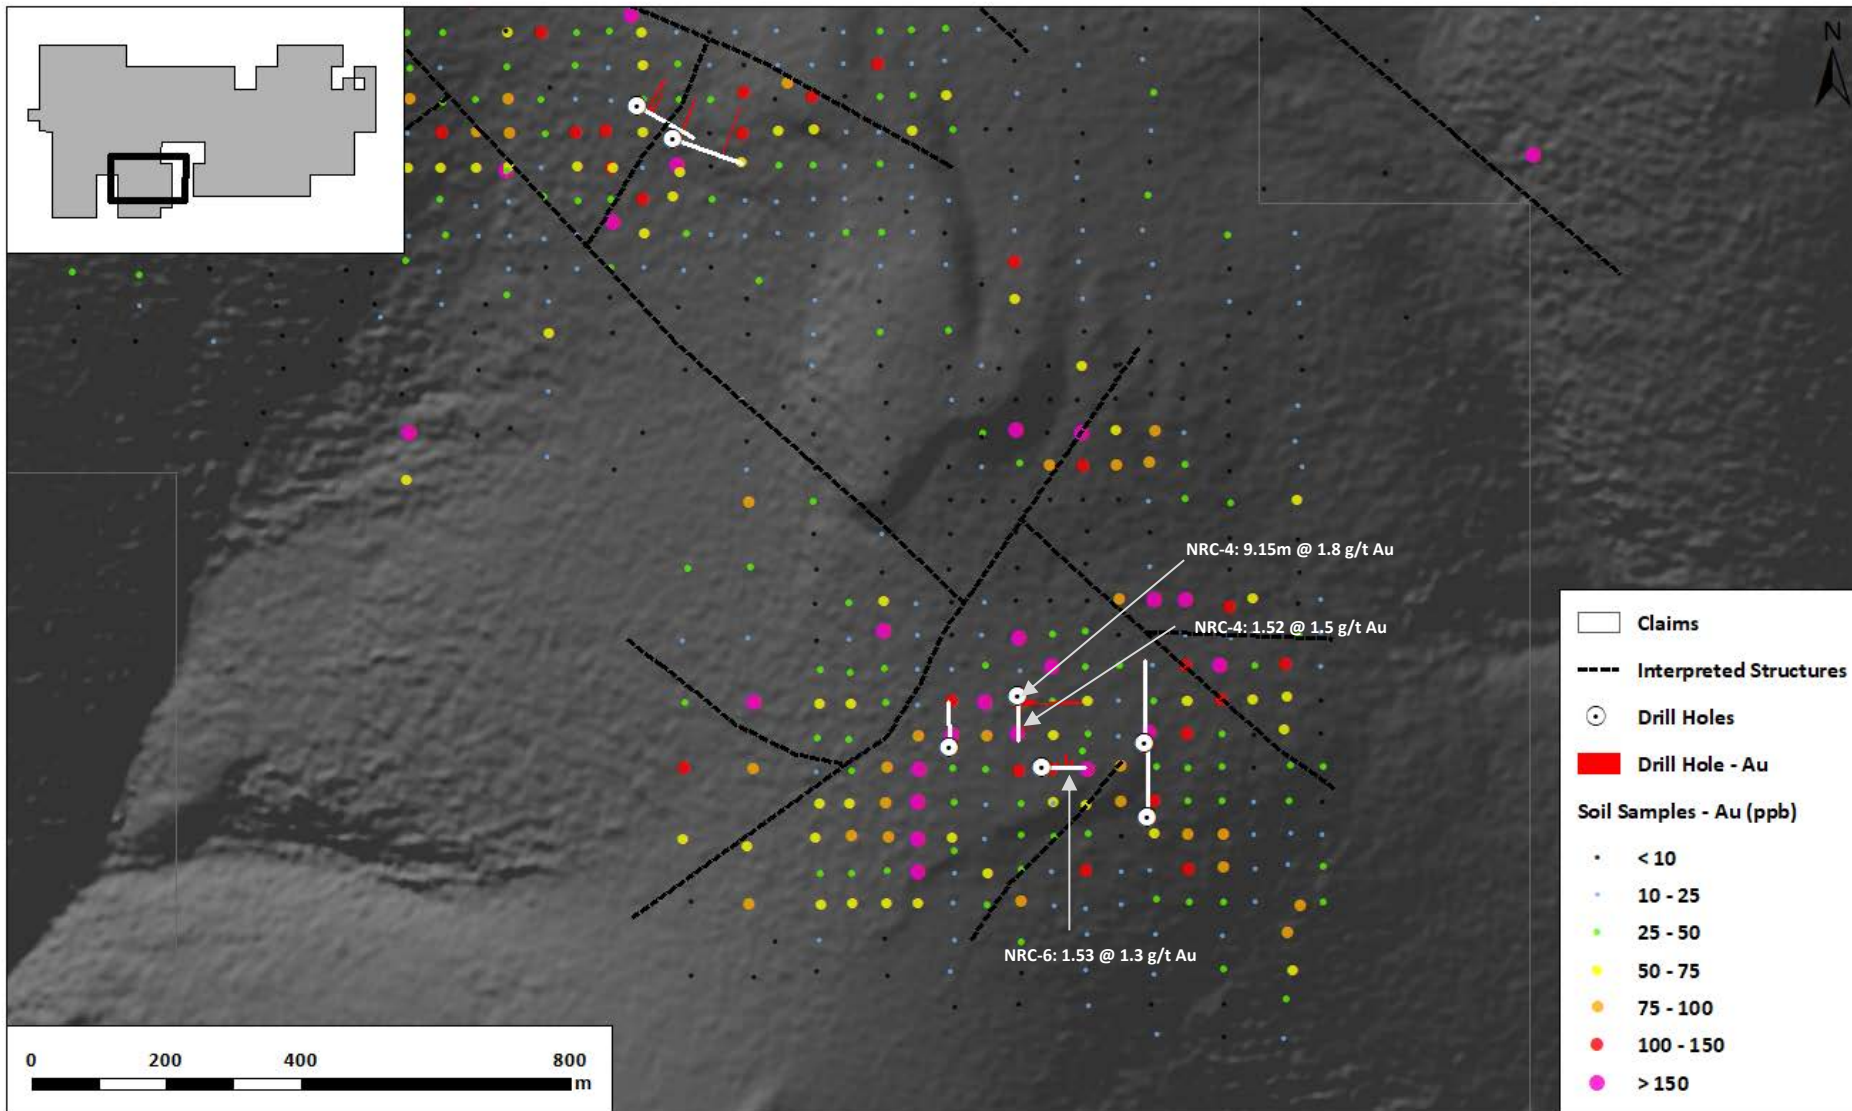 N
NRC-4: 9.15m @ 1.8 g/t Au
NRC-4: 1.52 @ 1.5 g/t Au
NRC-6: 1.53 @ 1.3 g/t Au
Claims
Interpreted Structures
Drill Holes
Drill Hole - Au
Soil Samples - Au (ppb)
< 10
10 - 25
25 - 50
50 - 75
75 - 100
100 - 150
> 150
0 200 400 800
m